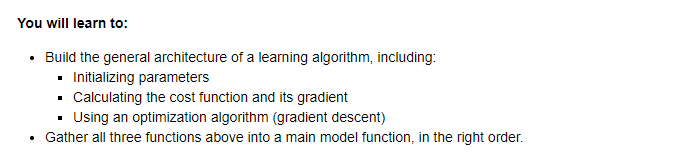 You will learn to:
• Build the general architecture of a learning algorithm, including:
▪ Initializing parameters
▪ Calculating the cost function and its gradient
▪ Using an optimization algorithm (gradient descent)
• Gather all three functions above into a main model function, in the right order.